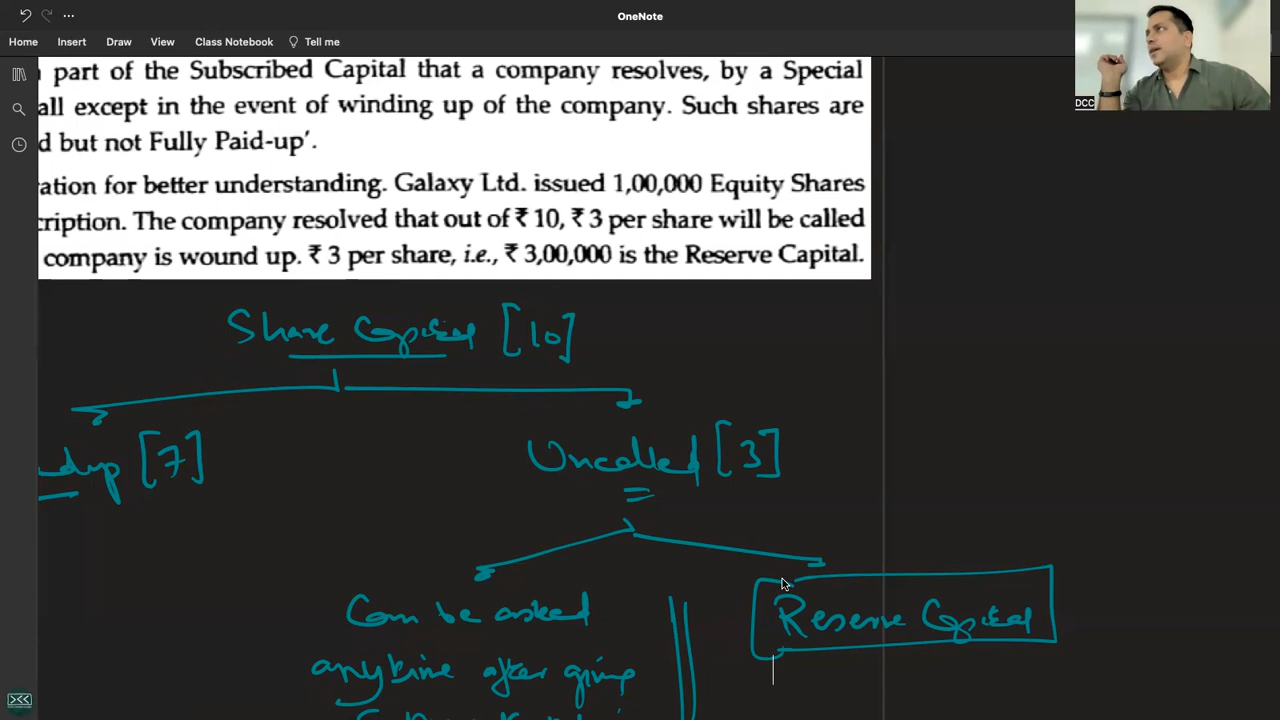 OneNote
Home Insert Draw View Class Notebook Tell me
part of the Subscribed Capital that a company resolves, by a Special
all except in the event of winding up of the company. Such shares are
d but not Fully Paid-up'.
ation for better understanding. Galaxy Ltd. issued 1,00,000 Equity Shares
cription. The company resolved that out of ₹ 10, ₹ 3 per share will be called
company is wound up. ₹ 3 per share, i.e., ₹ 3,00,000 is the Reserve Capital.
Share Capital [10]
dup [7]
Uncalled [3]
Can be asked
Reserve Capital
anytime after giving
DCC